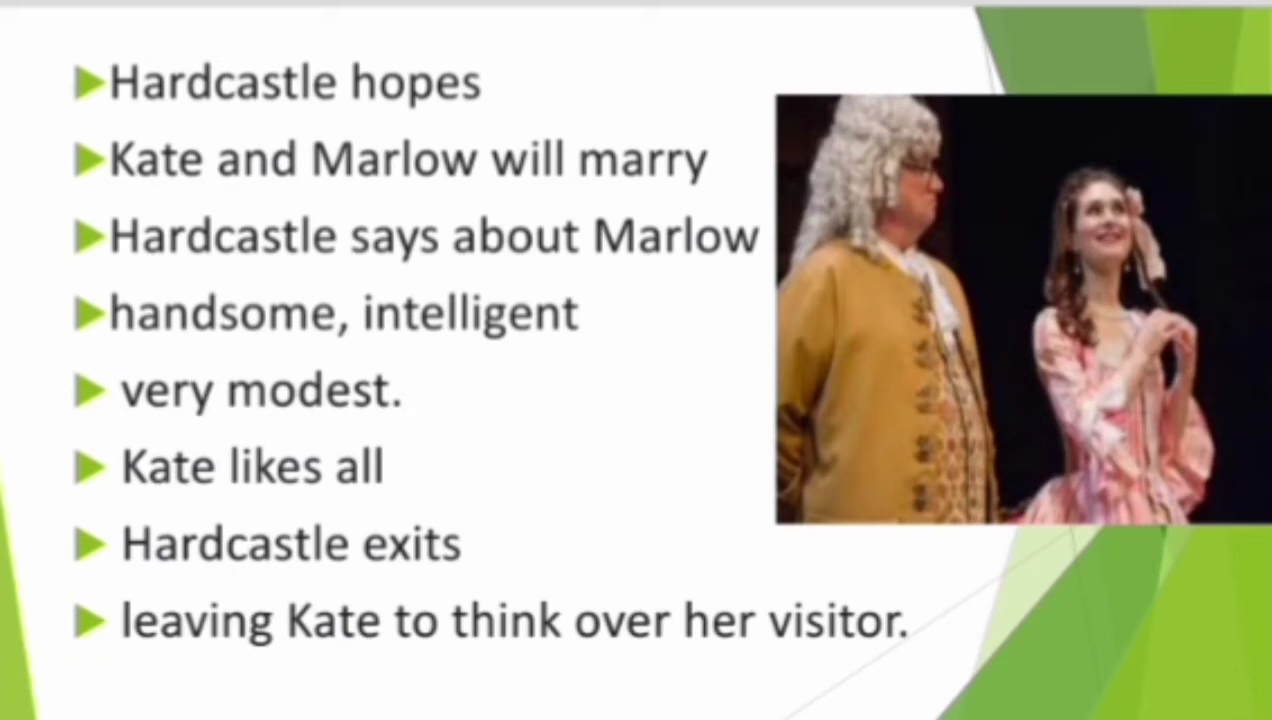 Hardcastle hopes
Kate and Marlow will marry
Hardcastle says about Marlow
handsome, intelligent
very modest.
Kate likes all
Hardcastle exits
leaving Kate to think over her visitor.